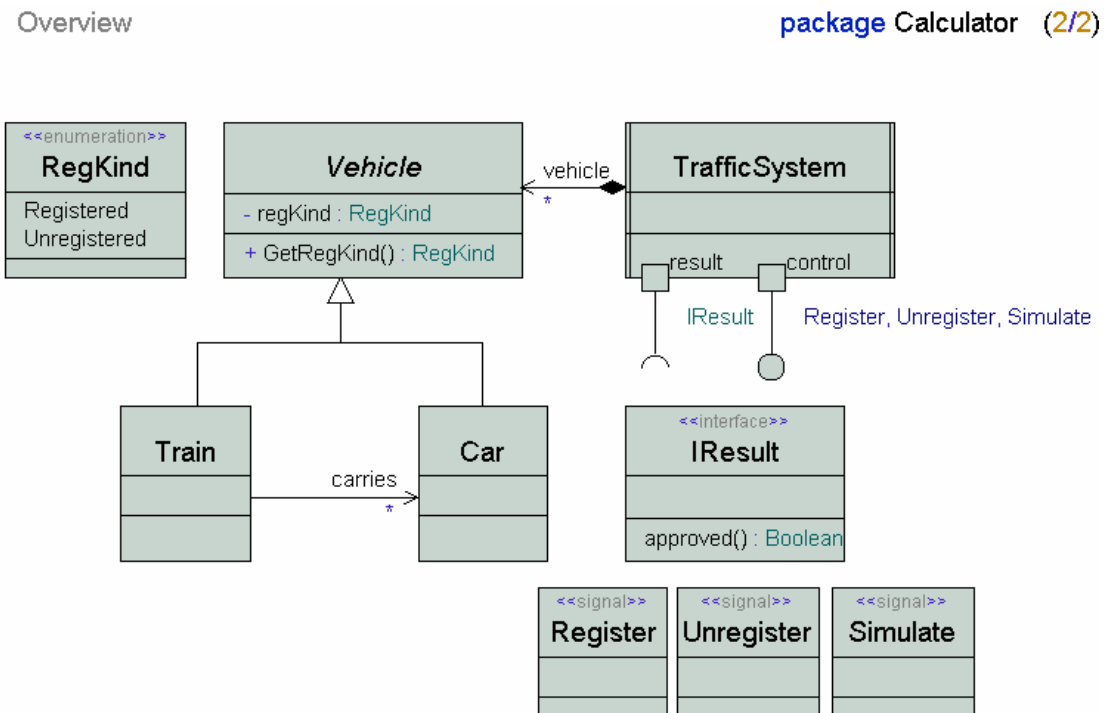 Overview
package Calculator (2/2)
<<enumeration>>
RegKind
Registered
Unregistered
Vehicle
- regKind : RegKind
+ GetRegKind() : RegKind
vehicle
*
TrafficSystem
result
control
IResult
Register, Unregister, Simulate
Train
carries
*
Car
<<interface>>
IResult
approved() : Boolean
<<signal>>
Register
<<signal>>
Unregister
<<signal>>
Simulate